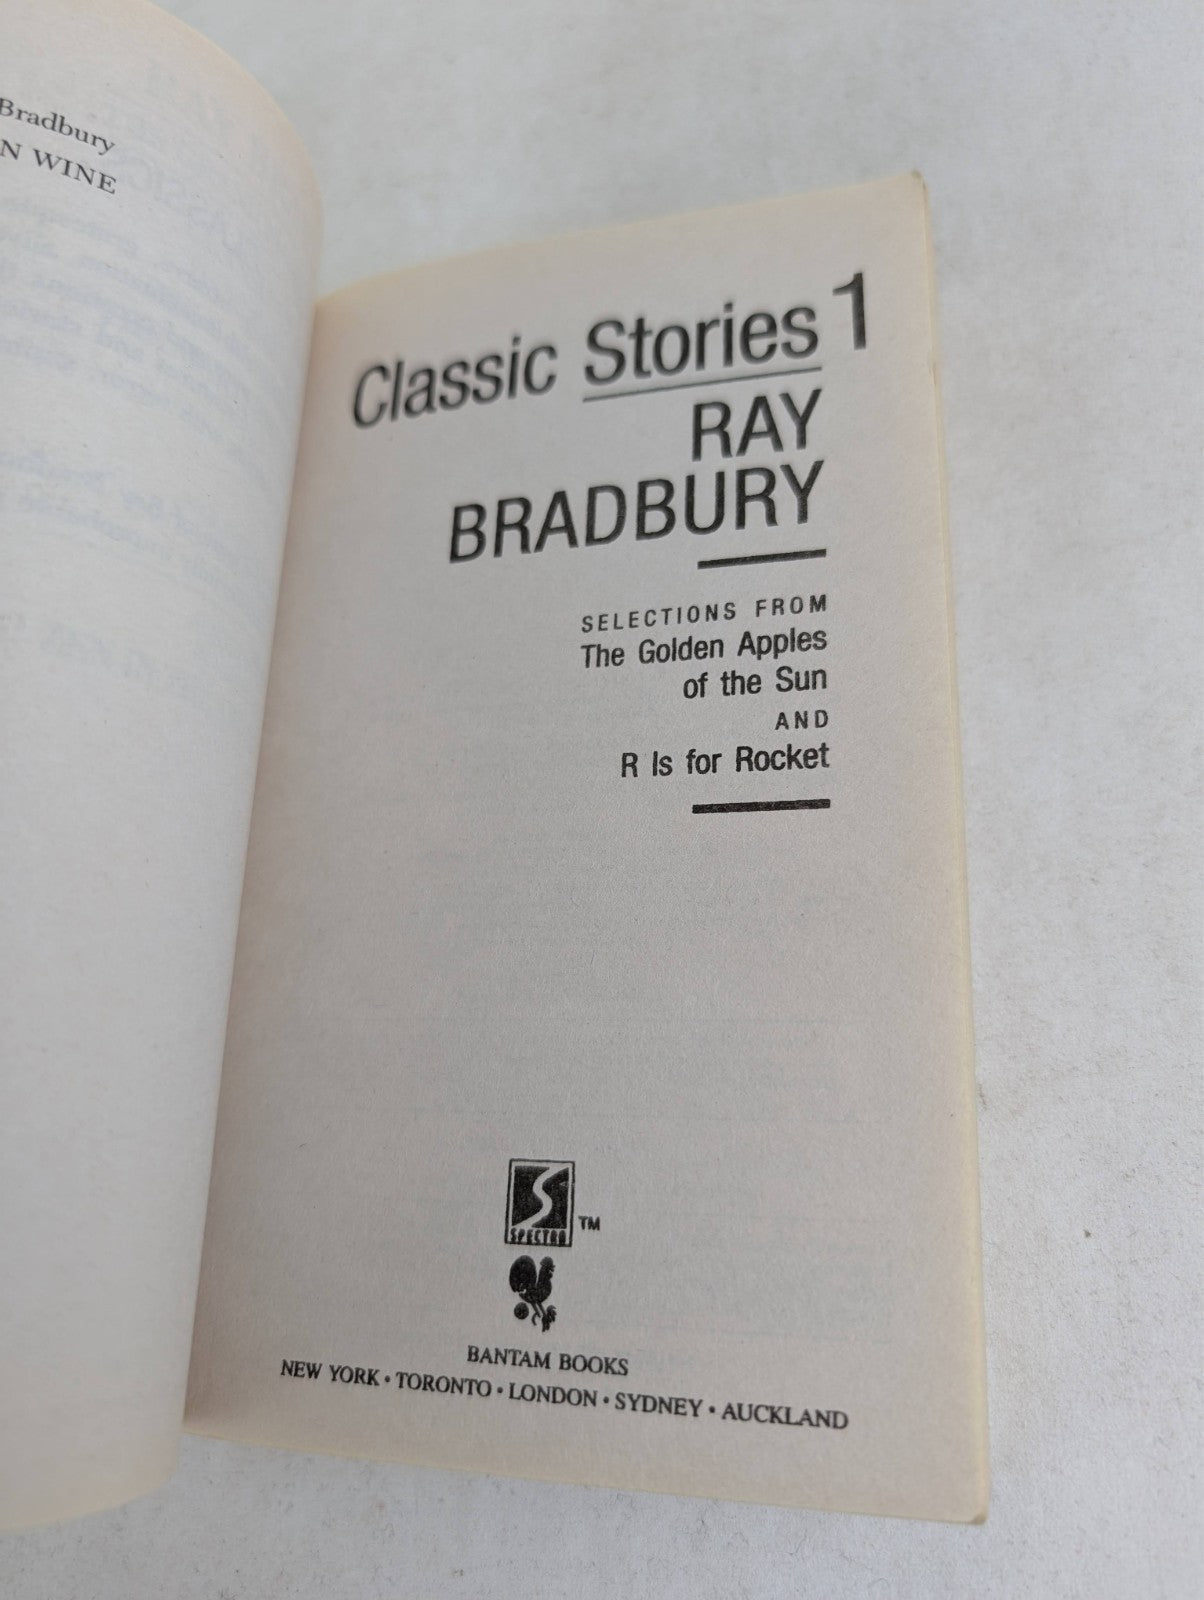 Bradbury
N WINE
Classic Stories 1
RAY
BRADBURY
SELECTIONS FROM
The Golden Apples
of the Sun
AND
R Is for Rocket
SPECTRA
TM
BANTAM BOOKS
NEW YORK • TORONTO • LONDON • SYDNEY • AUCKLAND